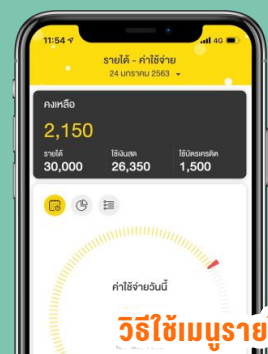 11:54
4G
รายได้ - ค่าใช้จ่าย
24 มกราคม 2563
คงเหลือ
2,150
รายได้ ใช้เงินสด ใช้บัตรเครดิต
30,000 26,350 1,500
ค่าใช้จ่ายวันนี้
วิธีใช้เมนูราย